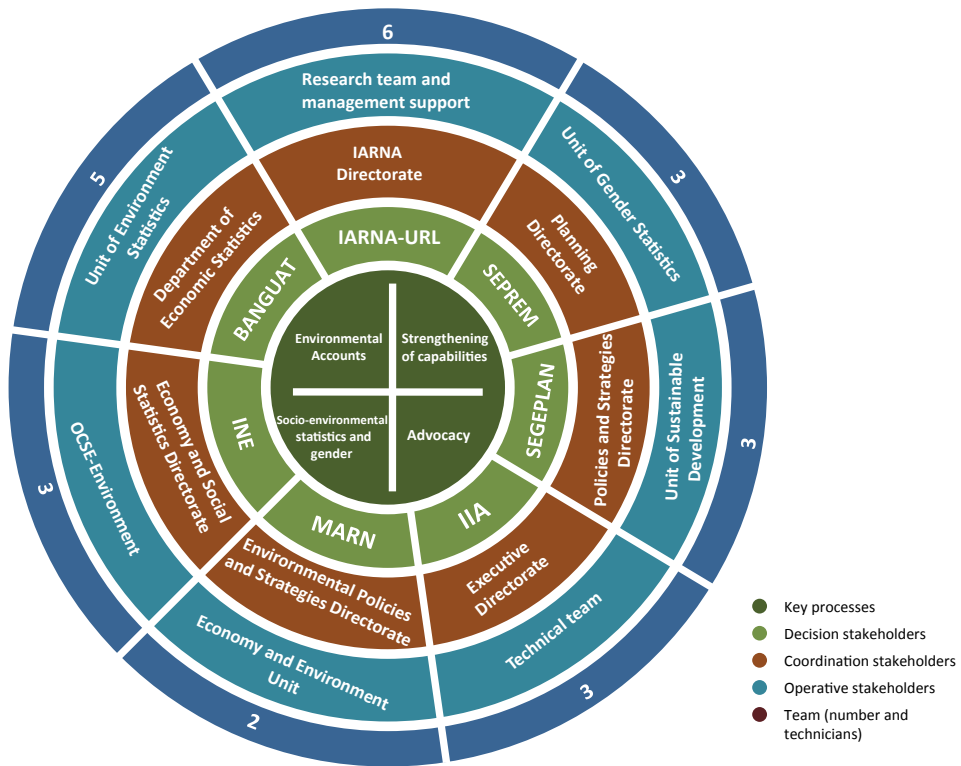 6
Research team and
management support
IARNA
Directorate
IARNA-URL
3
Unit of Gender Statistics
Planning
Directorate
SEPREM
3
Unit of Sustainable
Development
Policies and Strategies
Directorate
SEGEPLAN
3
Technical team
Executive
Directorate
IIA
2
Economy and Environment
Unit
Environmental Policies
and Strategies Directorate
MARN
3
OCSE-Environment
Economy and Social
Statistics Directorate
INE
5
Unit of Environment
Statistics
Department of
Economic Statistics
BANGUAT
Environmental
Accounts
Strengthening
of capabilities
Socio-environmental
statistics and
gender
Advocacy
Key processes
Decision stakeholders
Coordination stakeholders
Operative stakeholders
Team (number and
technicians)